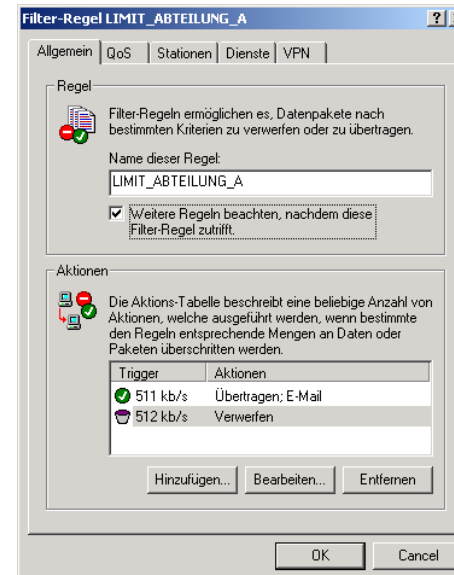 Filter-Regel LIMIT_ABTEILUNG_A
Allgemein QoS Stationen Dienste VPN
Regel
Filter-Regeln ermöglichen es, Datenpakete nach
bestimmten Kriterien zu verwerfen oder zu übertragen.
Name dieser Regel:
LIMIT_ABTEILUNG_A
Weitere Regeln beachten, nachdem diese
Filter-Regel zutrifft.
Aktionen
Die Aktions-Tabelle beschreibt eine beliebige Anzahl von
Aktionen, welche ausgeführt werden, wenn bestimmte
den Regeln entsprechende Mengen an Daten oder
Paketen überschritten werden.
Trigger Aktionen
511 kb/s Übertragen; E-Mail
512 kb/s Verwerfen
Hinzufügen... Bearbeiten... Entfernen
OK Cancel